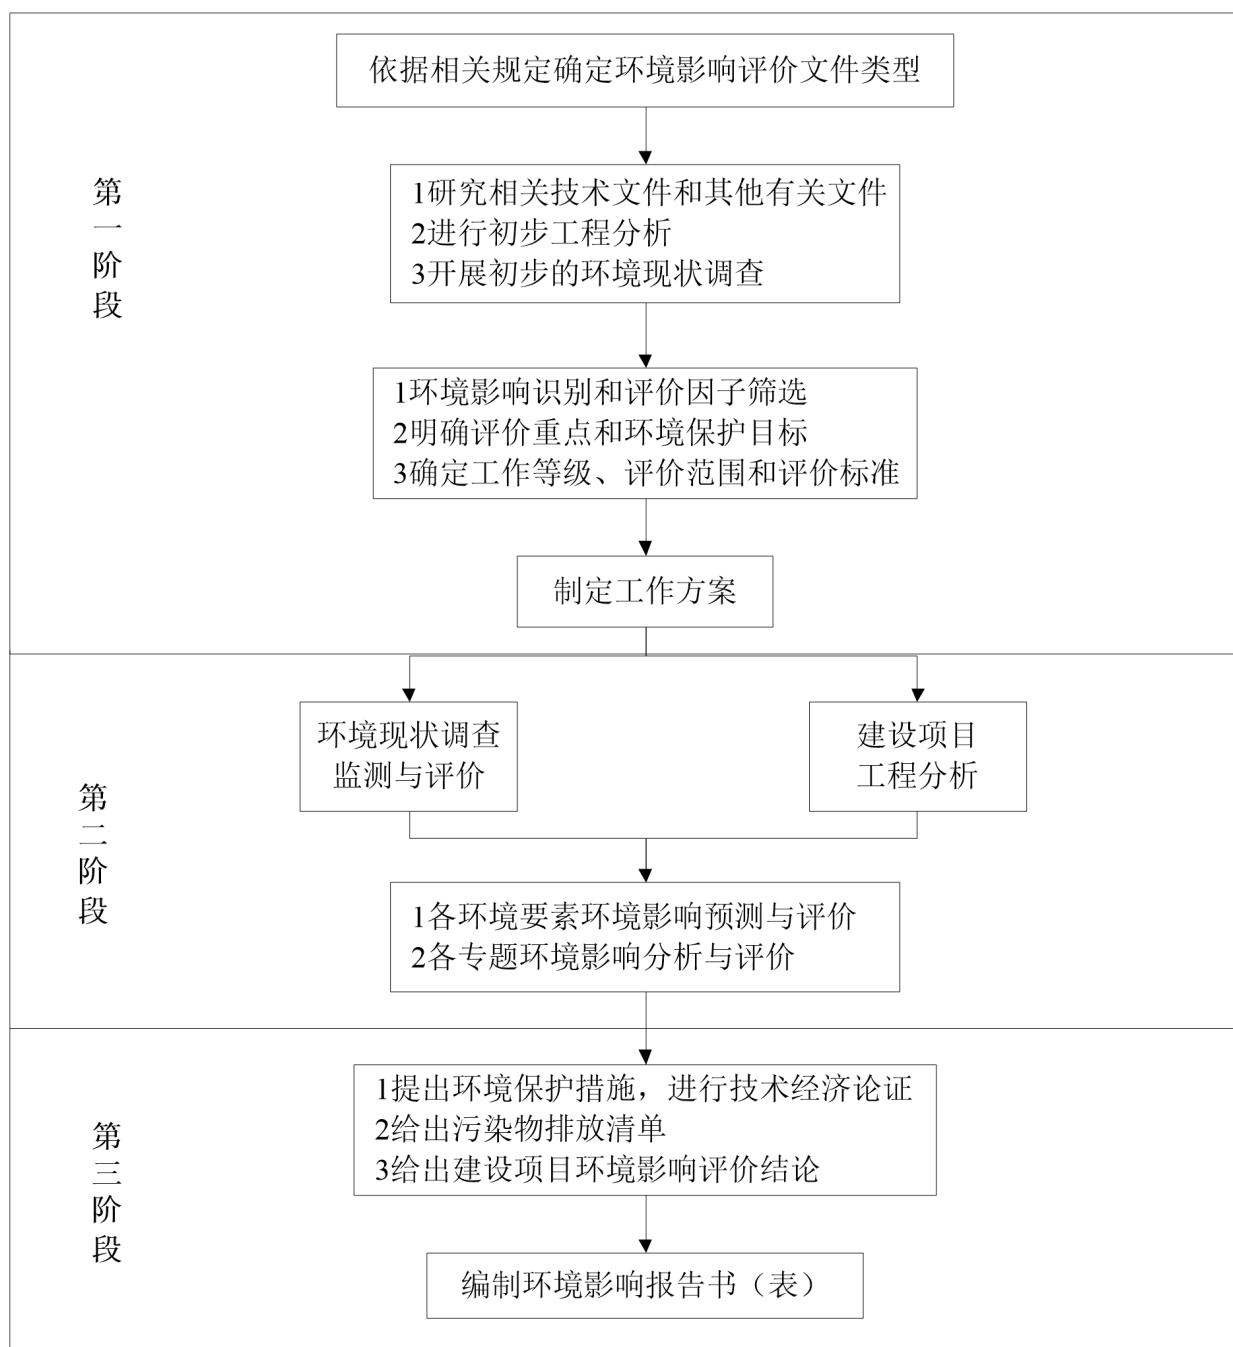 依据相关规定确定环境影响评价文件类型
第一阶段
1研究相关技术文件和其他有关文件
2进行初步工程分析
3开展初步的环境现状调查
1环境影响识别和评价因子筛选
2明确评价重点和环境保护目标
3确定工作等级、评价范围和评价标准
制定工作方案
第二阶段
环境现状调查
监测与评价
建设项目
工程分析
1各环境要素环境影响预测与评价
2各专题环境影响分析与评价
第三阶段
1提出环境保护措施，进行技术经济论证
2给出污染物排放清单
3给出建设项目环境影响评价结论
编制环境影响报告书（表）